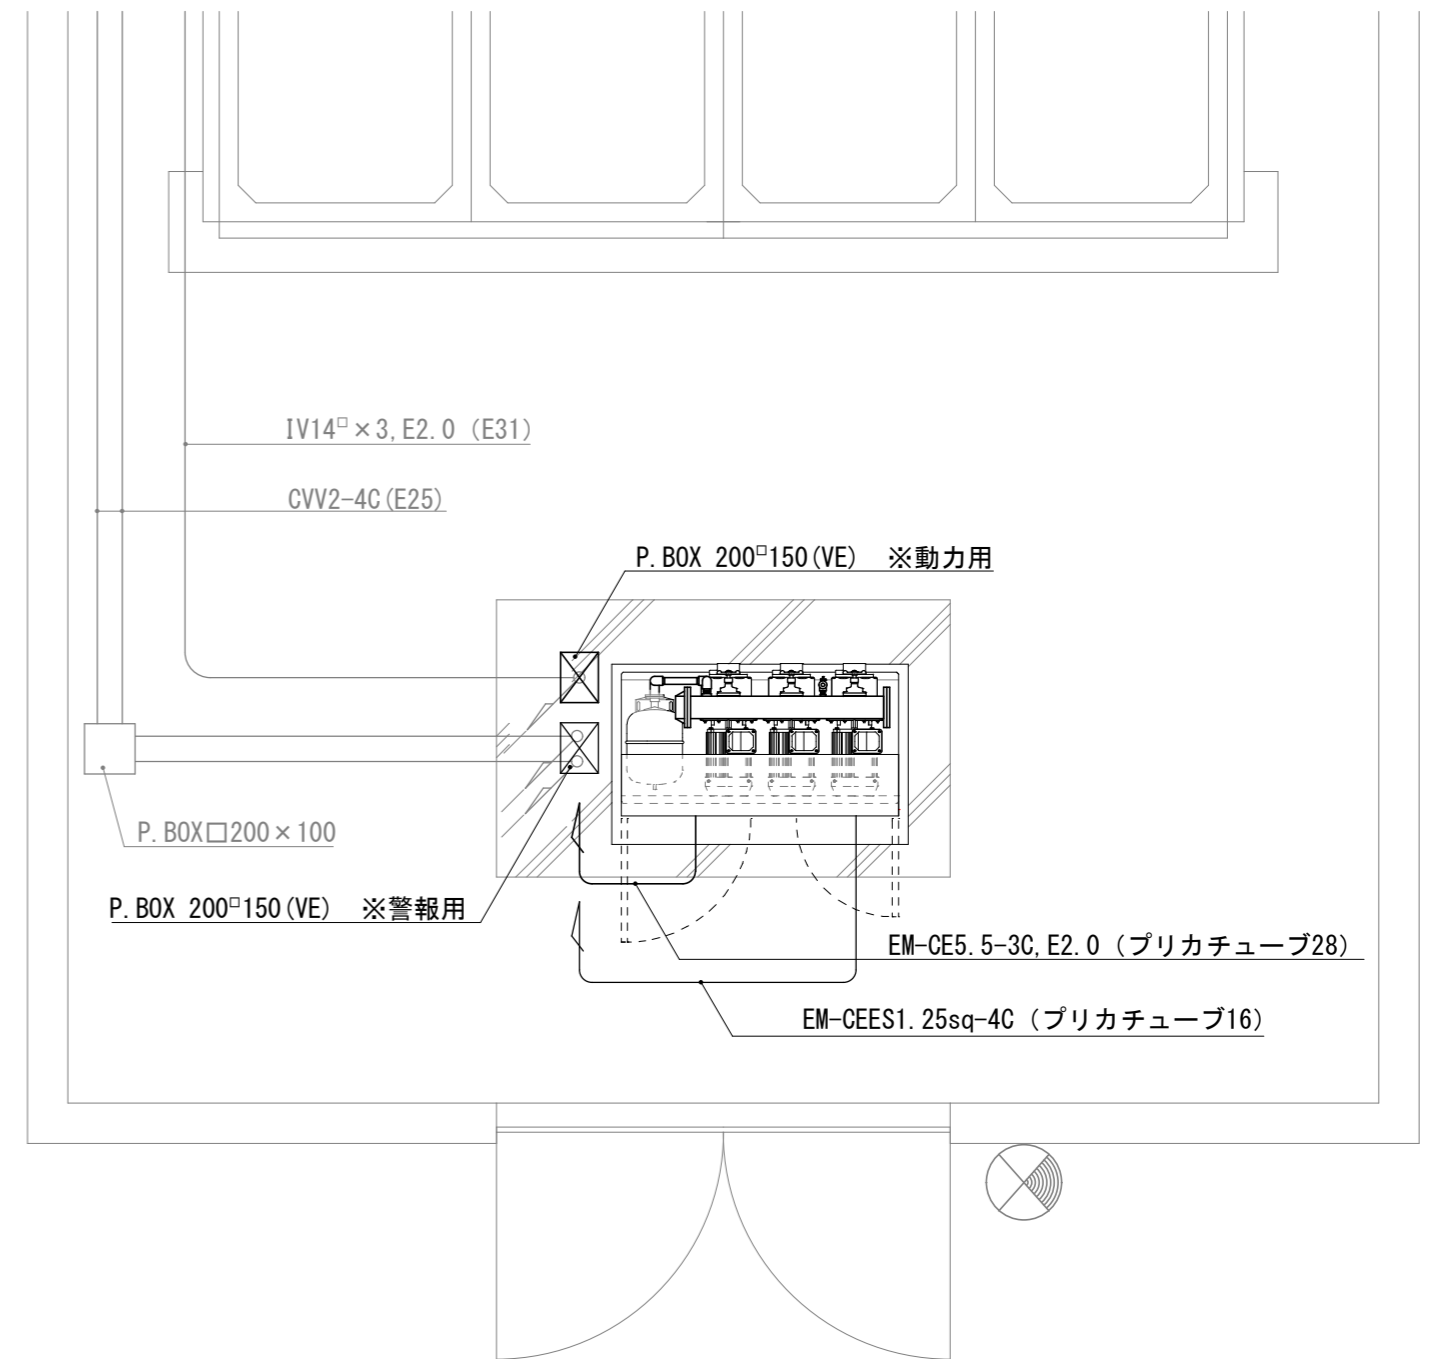 IV14□×3,E2.0（E31）
CVV2-4C(E25)
P.BOX 200□150(VE)　※動力用
P.BOX□200×100
P.BOX 200□150(VE)　※警報用
EM-CE5.5-3C,E2.0（プリカチューブ28）
EM-CEES1.25sq-4C（プリカチューブ16）